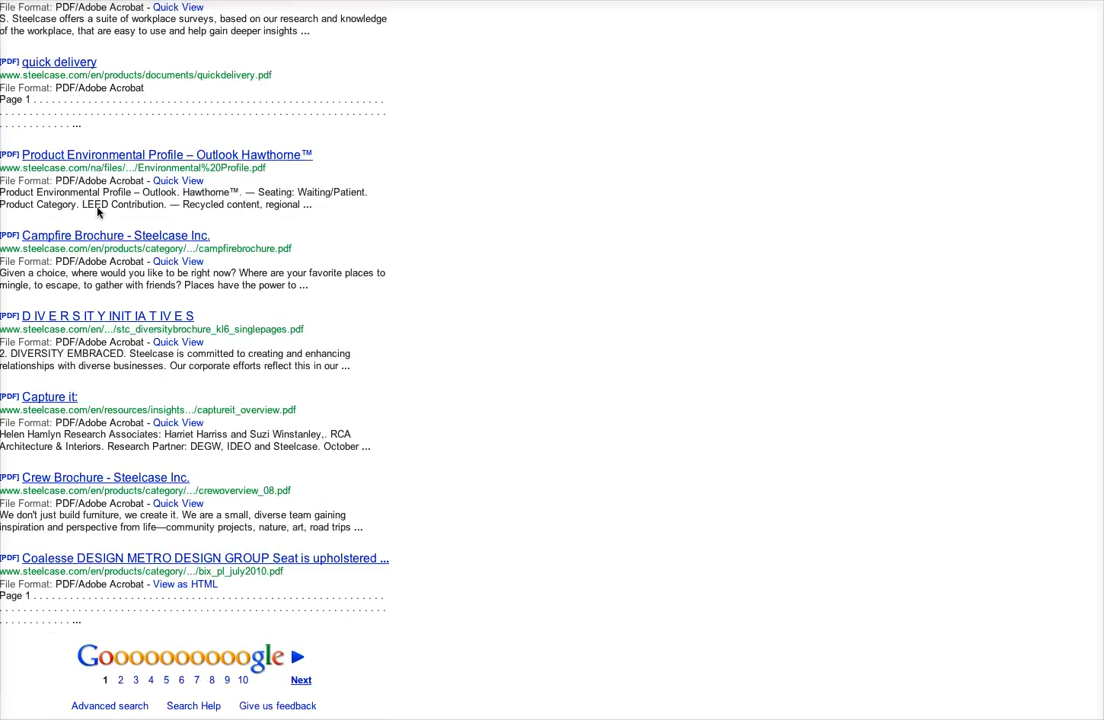 File Format: PDF/Adobe Acrobat - Quick View
S. Steelcase offers a suite of workplace surveys, based on our research and knowledge
of the workplace, that are easy to use and help gain deeper insights ...
[PDF] quick delivery
www.steelcase.com/en/products/documents/quickdelivery.pdf
File Format: PDF/Adobe Acrobat
Page 1 . . . . . . . . . . . . . . . . . . . . . . . . . . . . . . . . . . . . . . . . . . . . . . . . . . . . . . . . . .
. . . . . . . . . . . . . . . . . . . . . . . . . . . . . . . . . . . . . . . . . . . . . . . . . . . . . . . . . . . . . . . .
. . . . . . . . . . . . ...
[PDF] Product Environmental Profile – Outlook Hawthorne™
www.steelcase.com/na/files/.../Environmental%20Profile.pdf
File Format: PDF/Adobe Acrobat - Quick View
Product Environmental Profile – Outlook. Hawthorne™. — Seating: Waiting/Patient.
Product Category. LEED Contribution. — Recycled content, regional ...
[PDF] Campfire Brochure - Steelcase Inc.
www.steelcase.com/en/products/category/.../campfirebrochure.pdf
File Format: PDF/Adobe Acrobat - Quick View
Given a choice, where would you like to be right now? Where are your favorite places to
mingle, to escape, to gather with friends? Places have the power to ...
[PDF] D IV E R S IT Y INIT IA T IV E S
www.steelcase.com/en/.../stc_diversitybrochure_kl6_singlepages.pdf
File Format: PDF/Adobe Acrobat - Quick View
2. DIVERSITY EMBRACED. Steelcase is committed to creating and enhancing
relationships with diverse businesses. Our corporate efforts reflect this in our ...
[PDF] Capture it:
www.steelcase.com/en/resources/insights.../captureit_overview.pdf
File Format: PDF/Adobe Acrobat - Quick View
Helen Hamlyn Research Associates: Harriet Harriss and Suzi Winstanley,. RCA
Architecture & Interiors. Research Partner: DEGW, IDEO and Steelcase. October ...
[PDF] Crew Brochure - Steelcase Inc.
www.steelcase.com/en/products/category/.../crewoverview_08.pdf
File Format: PDF/Adobe Acrobat - Quick View
We don't just build furniture, we create it. We are a small, diverse team gaining
inspiration and perspective from life—community projects, nature, art, road trips ...
[PDF] Coalesse DESIGN METRO DESIGN GROUP Seat is upholstered ...
www.steelcase.com/en/products/category/.../bix_pl_july2010.pdf
File Format: PDF/Adobe Acrobat - View as HTML
Page 1 . . . . . . . . . . . . . . . . . . . . . . . . . . . . . . . . . . . . . . . . . . . . . . . . . . . . . . . . . .
. . . . . . . . . . . . . . . . . . . . . . . . . . . . . . . . . . . . . . . . . . . . . . . . . . . . . . . . . . . . . . . .
. . . . . . . . . . . . ...
Goooooooooogle
1 2 3 4 5 6 7 8 9 10 Next
Advanced search Search Help Give us feedback